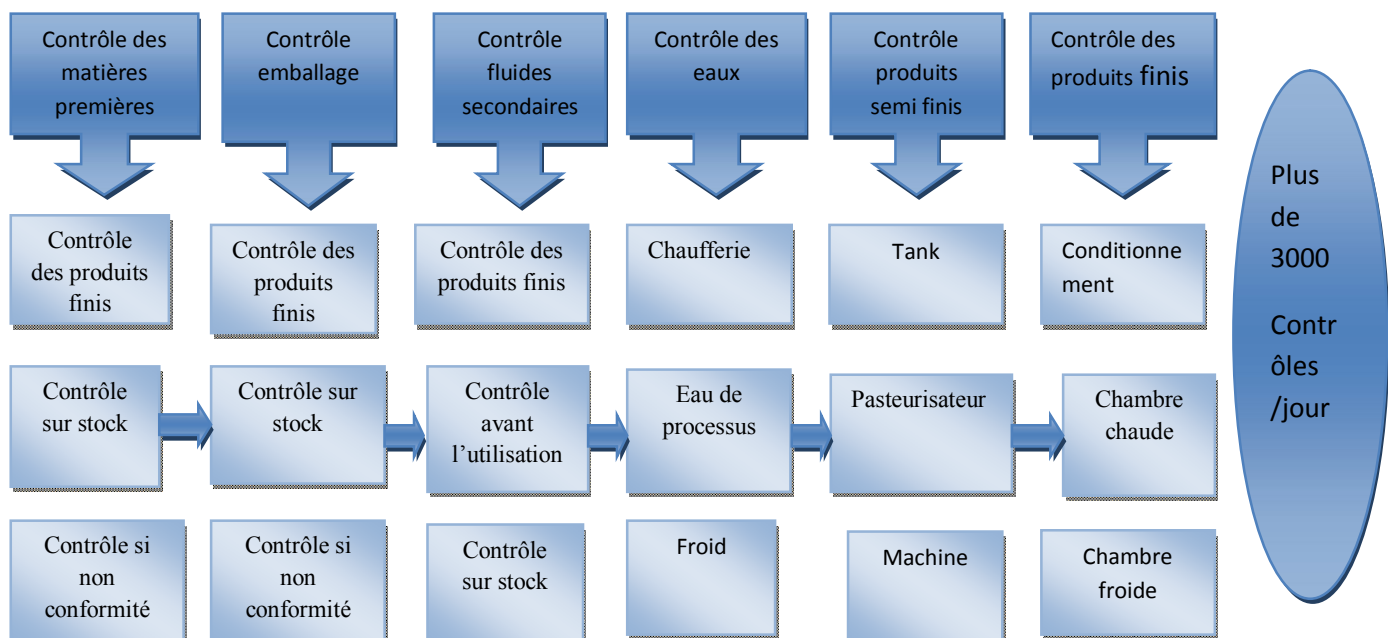 Contrôle des
matières
premières
Contrôle
emballage
Contrôle
fluides
secondaires
Contrôle des
eaux
Contrôle
produits
semi finis
Contrôle des
produits finis
Contrôle
des produits
finis
Contrôle des
produits
finis
Contrôle des
produits finis
Chaufferie
Tank
Conditionne
ment
Contrôle
sur stock
Contrôle sur
stock
Contrôle
avant
l’utilisation
Eau de
processus
Pasteurisateur
Chambre
chaude
Contrôle si
non
conformité
Contrôle si
non
conformité
Contrôle
sur stock
Froid
Machine
Chambre
froide
Plus
de
3000
Contr
ôles
/jour